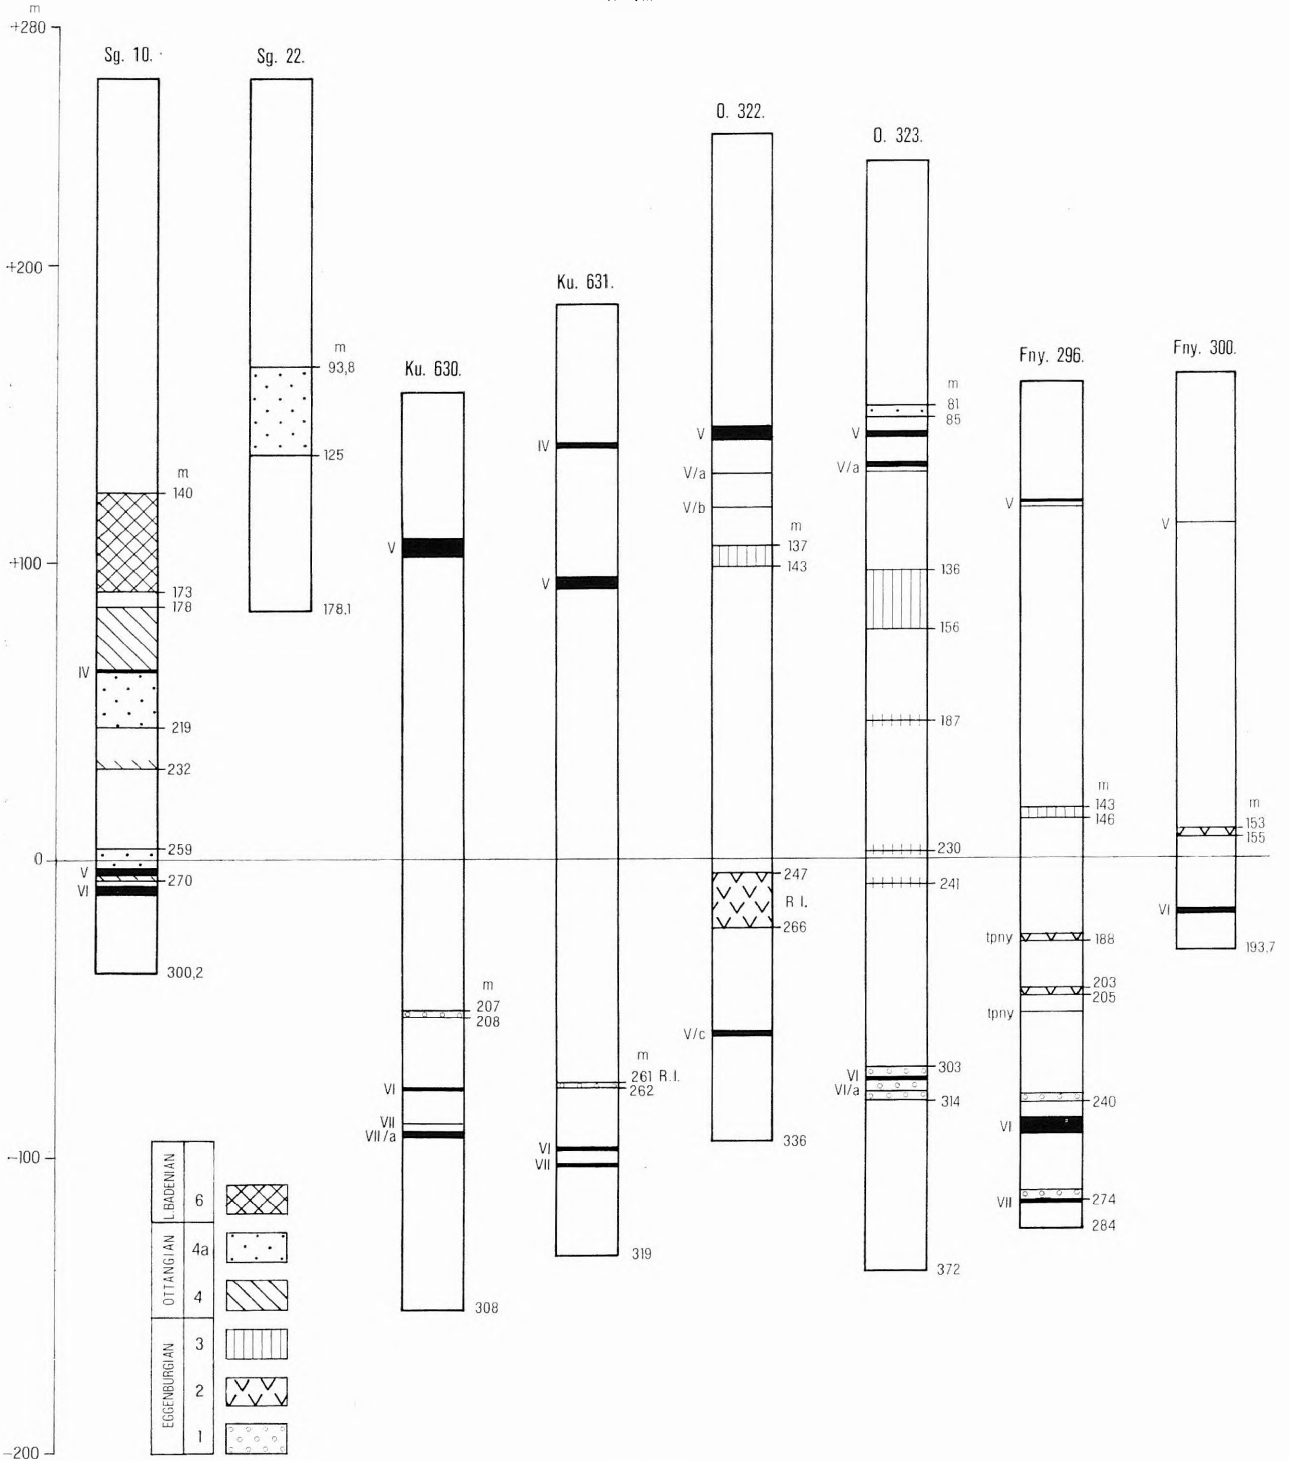 m
+280
+200
+100
0
-100
-200
Sg. 10.
m
140
173
178
IV
219
232
259
V
270
VI
300,2
Sg. 22.
m
93,8
125
178,1
Ku. 630.
V
m
207
208
VI
VII
VII/a
308
Ku. 631.
IV
V
m
261 R.I.
262
VI
VII
319
O. 322.
V
V/a
V/b
m
137
143
247
R.I.
266
V/c
336
O. 323.
m
81
85
V
V/a
136
156
187
230
241
303
VI
VI/a
314
372
Fny. 296.
V
m
143
146
tpny
188
203
205
tpny
240
VI
VII
274
284
Fny. 300.
V
m
153
155
VI
193,7
L.BADENIAN
6
OTTANGIAN
4a
4
EGGENBURGIAN
3
2
1